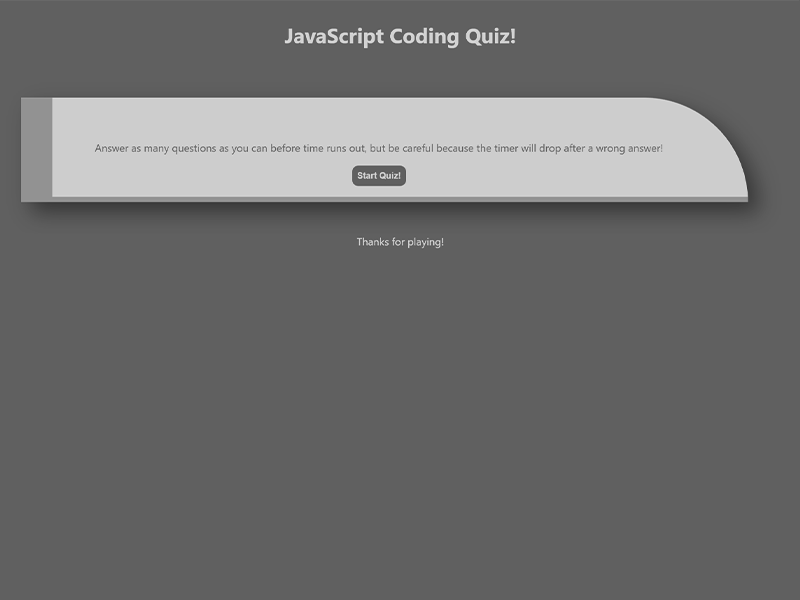 JavaScript Coding Quiz!
Answer as many questions as you can before time runs out, but be careful because the timer will drop after a wrong answer!
Start Quiz!
Thanks for playing!